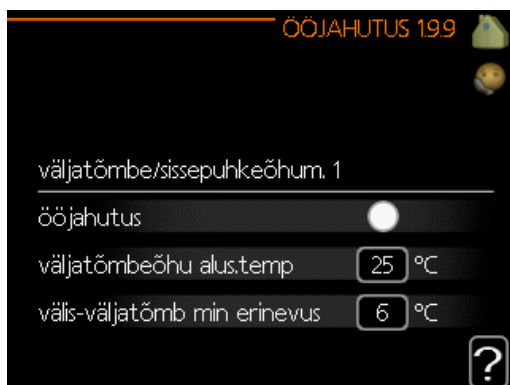 ÖÖJAHUTUS 1.9.9
väljatõmbe/sissepuhkeõhum. 1
ööjahutus
väljatõmbeõhu alus.temp 25 °C
välis-väljatõmb min erinevus 6 °C
?